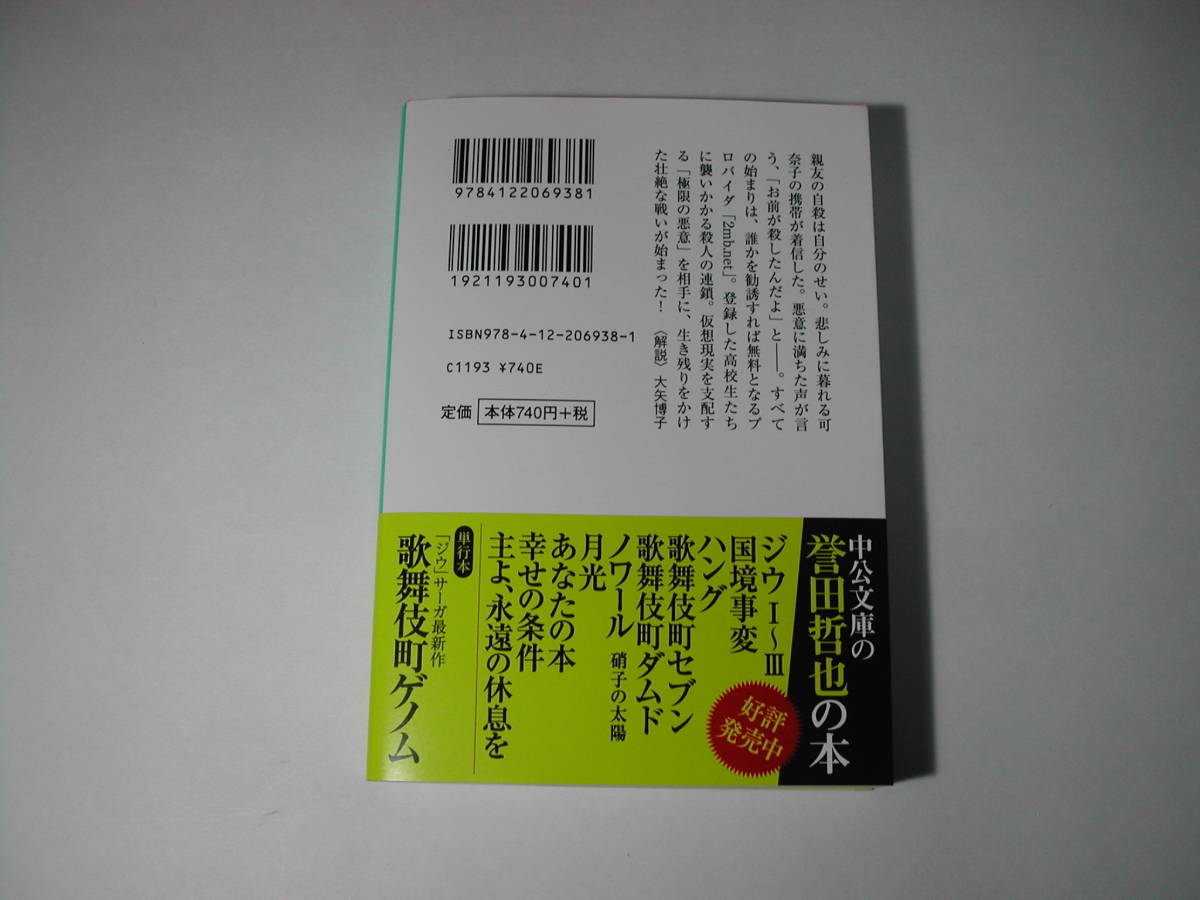 親友の自殺は自分のせい。悲しみに暮れる可
奈子の携帯が着信した。悪意に満ちた声が言
う、「お前が殺したんだよ」と――。すべて
の始まりは、誰かを勧誘すれば無料となるプ
ロバイダ「2mb.net」。登録した高校生たち
に襲いかかる殺人の連鎖。仮想現実を支配す
る「極限の悪意」を相手に、生き残りをかけ
た壮絶な戦いが始まった！〈解説〉大矢博子
9784122069381
1921193007401
ISBN978-4-12-206938-1
C1193 ¥740E
定価 本体740円+税
中公文庫の
誉田哲也の本
好評
発売中
ジウ Ⅰ〜Ⅲ
国境事変
ハング
歌舞伎町セブン
歌舞伎町ダムド
ノワール 硝子の太陽
月光
あなたの本
幸せの条件
主よ、永遠の休息を
単行本
「ジウ」サーガ最新作
歌舞伎町ゲノム